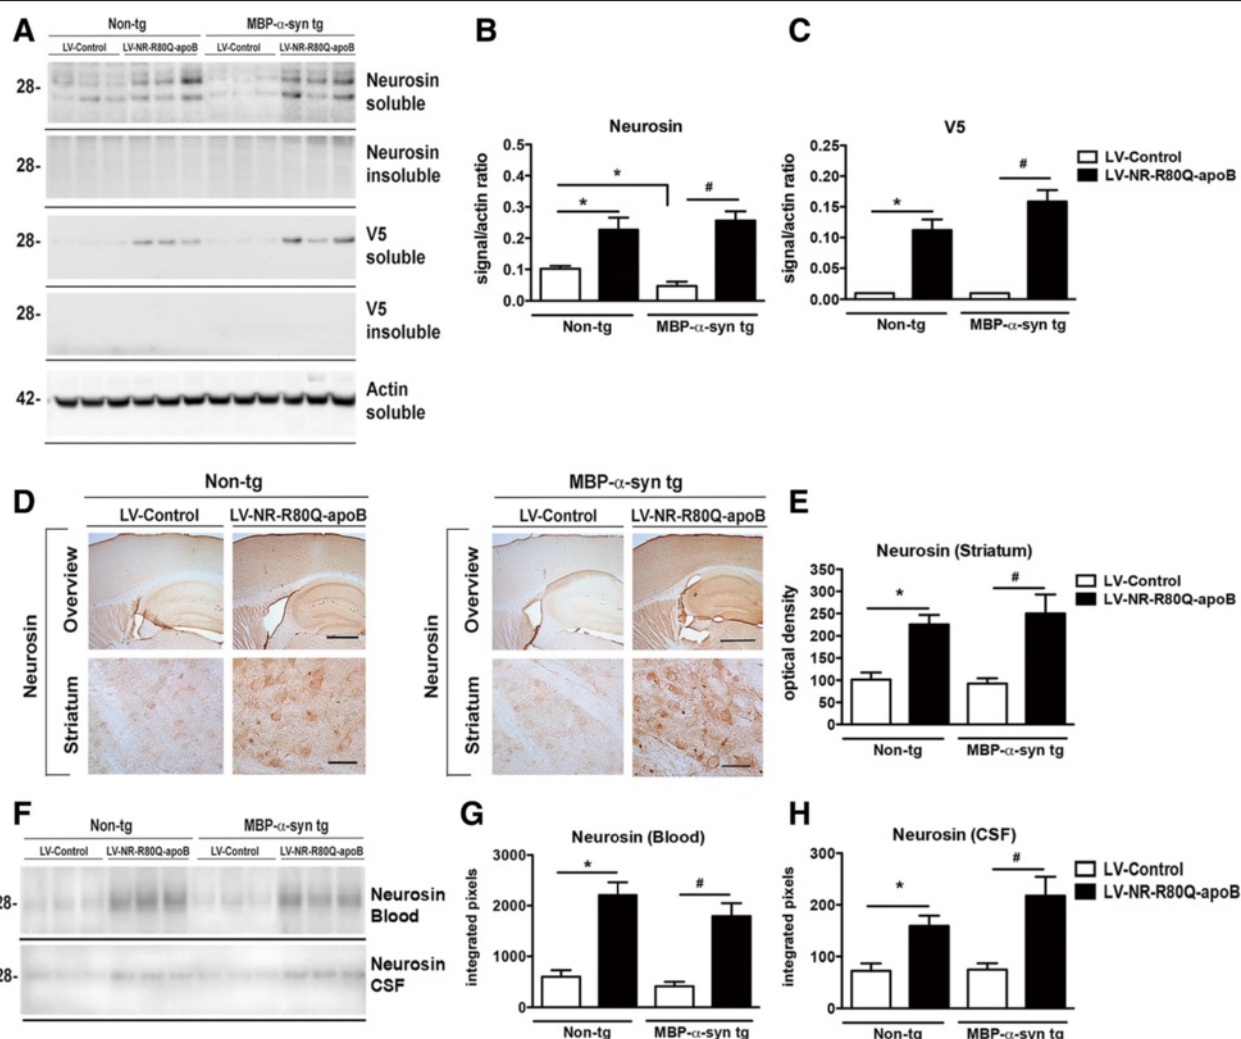 A
Non-tg MBP-α-syn tg
LV-Control LV-NR-R80Q-apoB LV-Control LV-NR-R80Q-apoB
28- Neurosin
soluble
28- Neurosin
insoluble
28- V5
soluble
28- V5
insoluble
42- Actin
soluble
B
Neurosin
signal/actin ratio
0.5
0.4
0.3
0.2
0.1
0.0
* * #
Non-tg MBP-α-syn tg
C
V5
signal/actin ratio
0.25
0.20
0.15
0.10
0.05
0.00
* #
Non-tg MBP-α-syn tg
LV-Control
LV-NR-R80Q-apoB
D
Non-tg
LV-Control LV-NR-R80Q-apoB
Neurosin
Overview
Striatum
MBP-α-syn tg
LV-Control LV-NR-R80Q-apoB
Neurosin
Overview
Striatum
E
Neurosin (Striatum)
optical density
350
300
250
200
150
100
50
0
* #
Non-tg MBP-α-syn tg
LV-Control
LV-NR-R80Q-apoB
F
Non-tg MBP-α-syn tg
LV-Control LV-NR-R80Q-apoB LV-Control LV-NR-R80Q-apoB
28- Neurosin
Blood
28- Neurosin
CSF
G
Neurosin (Blood)
integrated pixels
3000
2000
1000
0
* #
Non-tg MBP-α-syn tg
H
Neurosin (CSF)
integrated pixels
300
200
100
0
* #
Non-tg MBP-α-syn tg
LV-Control
LV-NR-R80Q-apoB